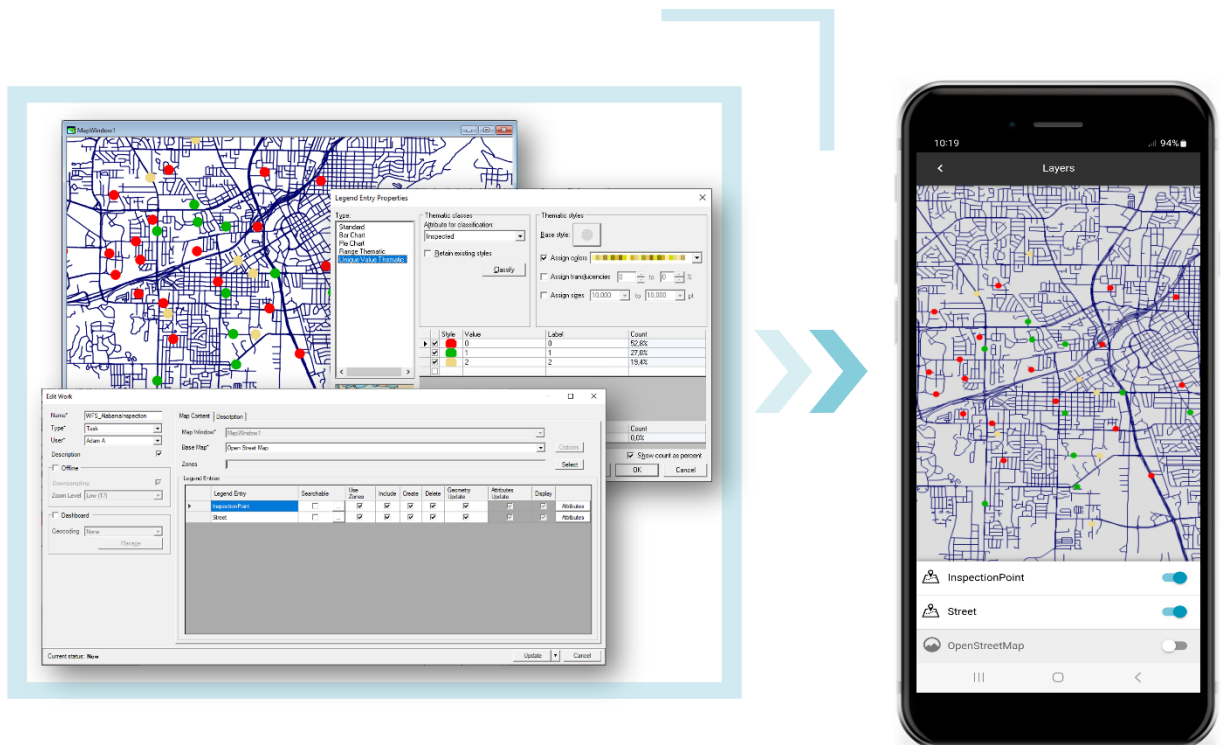 MapWindow1
Legend Entry Properties
Type:
Standard
Bar Chart
Pie Chart
Range Thematic
Unique Value Thematic
Thematic classes
Attribute for classification:
Inspected
Retain existing styles
Classify
Thematic styles
Base style:
Assign colors
Assign translucencies 0 to 0 %
Assign sizes 10,000 to 10,000 pt
Style Value Label Count
0 0 52,8%
1 1 27,8%
2 2 19,4%
Count
0,0%
Show count as percent
OK Cancel
Edit Work
Name* WFS_AlabamaInspection
Type* Task
User* Adam A
Description
Offline
Downsampling
Zoom Level Low (17)
Dashboard
Geocoding None
Manage
Map Content Description
Map Window* MapWindow1
Base Map* Open Street Map Options
Zones Select
Legend Entries
Legend Entry Searchable Use Zones Include Create Delete Geometry Update Attributes Update Display
InspectionPoint ... Attributes
Street ... Attributes
Current status: New
Update Cancel
10:19 94%
Layers
InspectionPoint
Street
OpenStreetMap